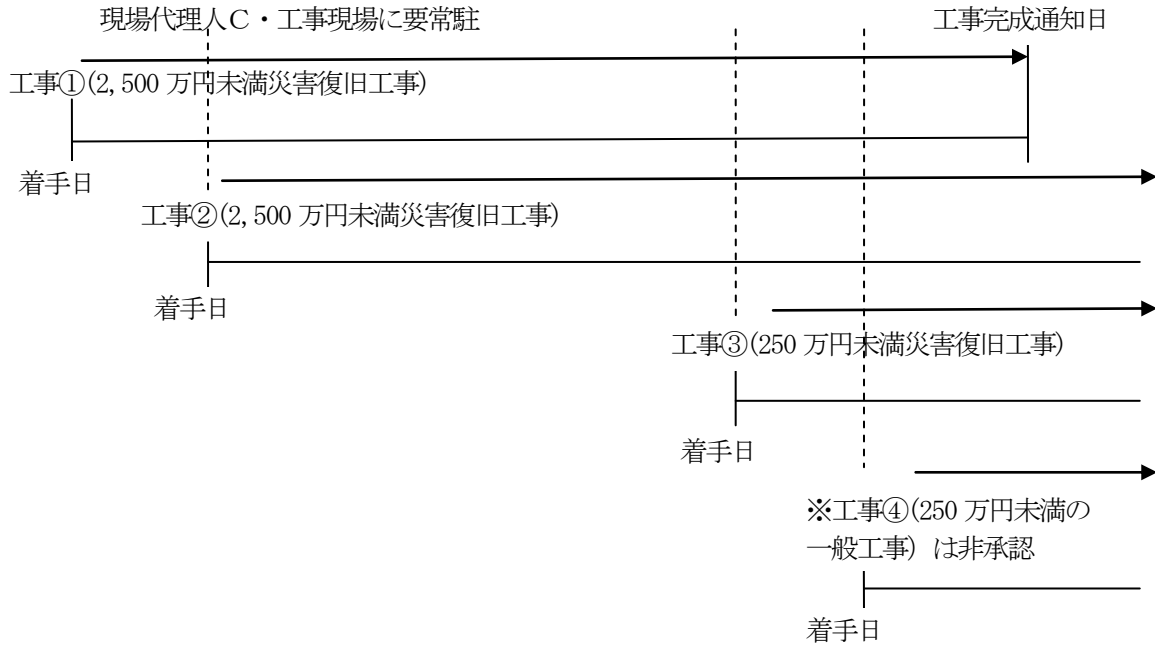 現場代理人Ｃ・工事現場に要常駐
工事完成通知日
工事①(2,500 万円未満災害復旧工事)
着手日
工事②(2,500 万円未満災害復旧工事)
着手日
工事③(250 万円未満災害復旧工事)
着手日
※工事④(250 万円未満の
一般工事) は非承認
着手日